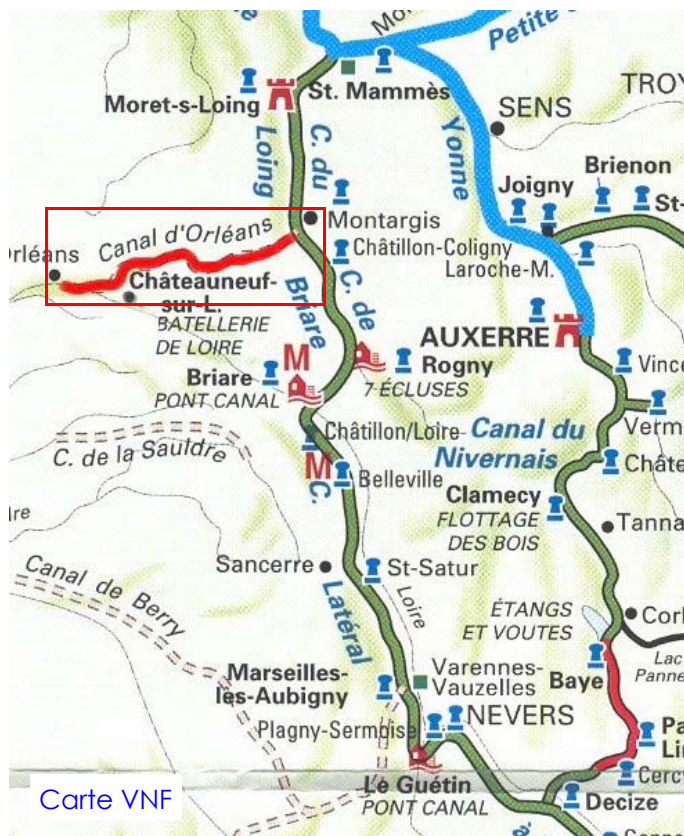 Petite
TROY
St. Mammès
Moret-s-Loing
SENS
Loing
C. du
Yonne
Brienon
Joigny
St-
Montargis
Canal d'Orléans
Châtillon-Coligny
rléans
Laroche-M.
Châteauneuf-
sur-L.
BATELLERIE
DE LOIRE
Briare
C. de
AUXERRE
M
Rogny
7 ÉCLUSES
Vince
Briare
PONT CANAL
Verm
Châtillon/Loire
Canal du
Nivernais
C. de la Sauldre
M
C.
Belleville
Châte
Clamecy
FLOTTAGE
DES BOIS
Tanna
Sancerre
St-Satur
Canal de Berry
Loire
Latéral
ÉTANGS
ET VOUTES
Corl
Lac
Panne
Marseilles-
les-Aubigny
Varennes-
Vauzelles
Baye
Plagny-Sermoise
NEVERS
Pa
Lin
Cercy
Le Guétin
PONT CANAL
Decize
Carte VNF